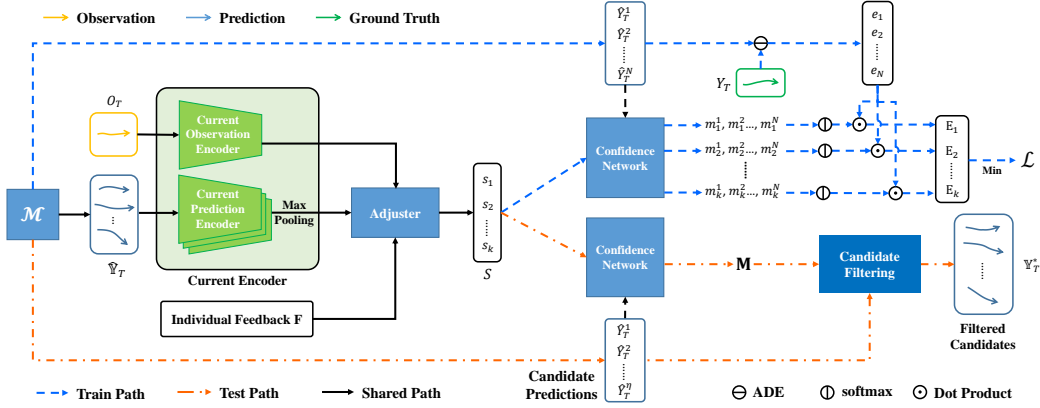 Observation
Prediction
Ground Truth
O_T
Current
Observation
Encoder
ℳ
Current
Prediction
Encoder
Max
Pooling
𝕐̂_T
Current Encoder
Individual Feedback F
Adjuster
s_1
s_2
......
s_k
S
Ŷ_T^1
Ŷ_T^2
......
Ŷ_T^N
Y_T
e_1
e_2
......
e_N
Confidence
Network
m_1^1, m_1^2..., m_1^N
m_2^1, m_2^2..., m_2^N
m_k^1, m_k^2..., m_k^N
E_1
E_2
......
E_k
Min
ℒ
Confidence
Network
M
Candidate
Filtering
𝕐_T^*
Filtered
Candidates
Candidate
Predictions
Ŷ_T^1
Ŷ_T^2
......
Ŷ_T^η
Train Path
Test Path
Shared Path
ADE
softmax
Dot Product